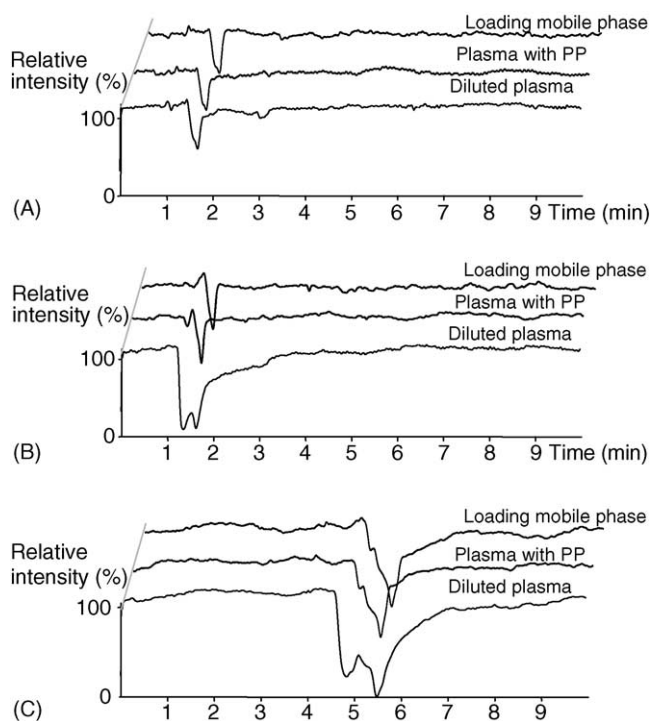 (A)
Loading mobile phase
Relative
intensity (%)
Plasma with PP
Diluted plasma
100
0
1 2 3 4 5 6 7 8 9 Time (min)
(B)
Loading mobile phase
Relative
intensity (%)
Plasma with PP
Diluted plasma
100
0
1 2 3 4 5 6 7 8 9 Time (min)
(C)
Loading mobile phase
Relative
intensity (%)
Plasma with PP
Diluted plasma
100
0
1 2 3 4 5 6 7 8 9 Time (min)